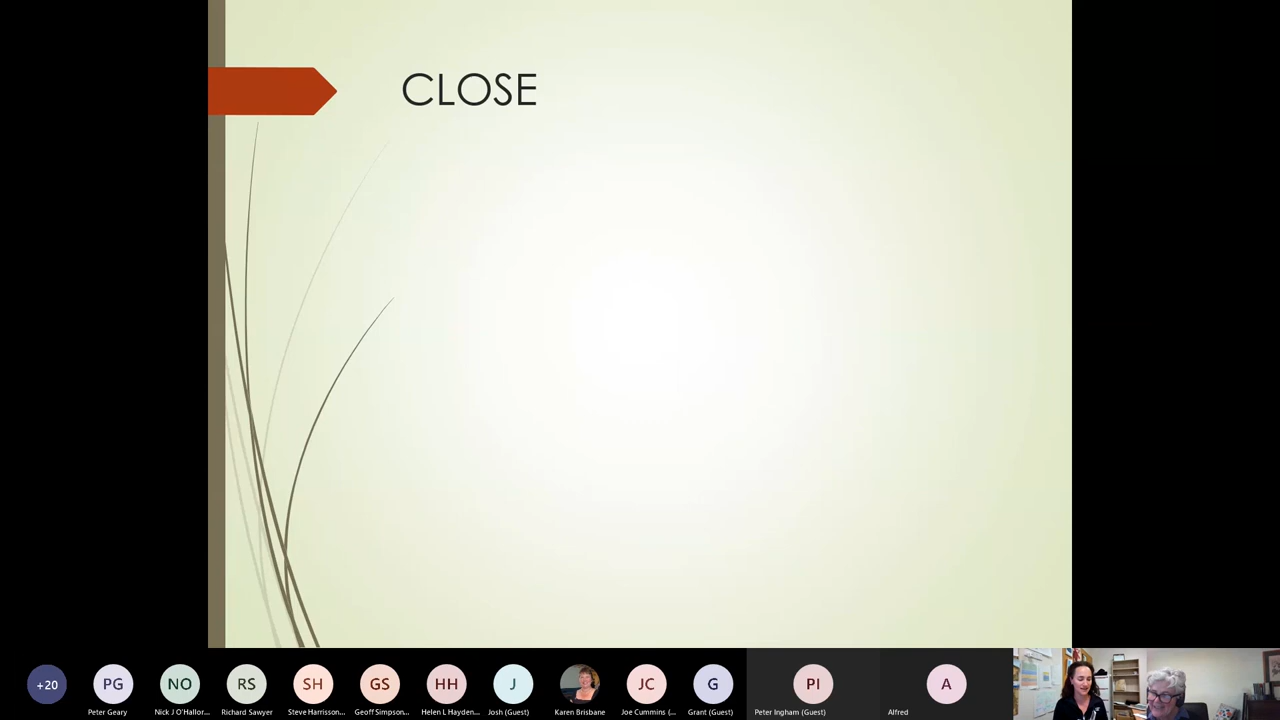 CLOSE
+20
PG
NO
RS
SH
GS
HH
J
JC
G
PI
A
Peter Geary
Nick J O'Hallor...
Richard Sawyer
Steve Harrisson...
Geoff Simpson...
Helen L Hayden...
Josh (Guest)
Karen Brisbane
Joe Cummins (...
Grant (Guest)
Peter Ingham (Guest)
Alfred